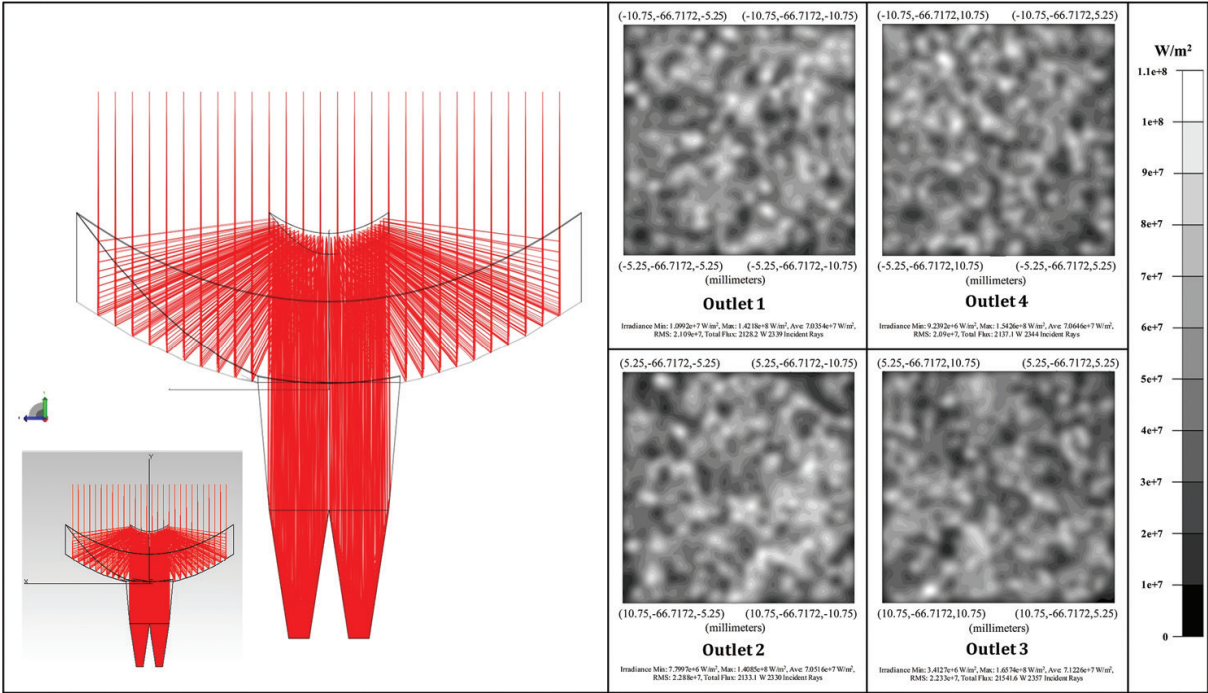 (-10.75,-66.7172,-5.25) (-10.75,-66.7172,-10.75)
(-5.25,-66.7172,-5.25) (-5.25,-66.7172,-10.75)
(millimeters)
Outlet 1
Irradiance Min: 1.0992e+7 W/m², Max: 1.4218e+8 W/m², Ave: 7.0354e+7 W/m²,
RMS: 2.109e+7, Total Flux: 2128.2 W 2339 Incident Rays
(-10.75,-66.7172,10.75) (-10.75,-66.7172,5.25)
(-5.25,-66.7172,10.75) (-5.25,-66.7172,5.25)
(millimeters)
Outlet 4
Irradiance Min: 9.2392e+6 W/m², Max: 1.5426e+8 W/m², Ave: 7.0646e+7 W/m²,
RMS: 2.09e+7, Total Flux: 2137.1 W 2344 Incident Rays
(5.25,-66.7172,-5.25) (5.25,-66.7172,-10.75)
(10.75,-66.7172,-5.25) (10.75,-66.7172,-10.75)
(millimeters)
Outlet 2
Irradiance Min: 7.7997e+6 W/m², Max: 1.4085e+8 W/m², Ave: 7.0516e+7 W/m²,
RMS: 2.288e+7, Total Flux: 2133.1 W 2330 Incident Rays
(5.25,-66.7172,10.75) (5.25,-66.7172,5.25)
(10.75,-66.7172,10.75) (10.75,-66.7172,5.25)
(millimeters)
Outlet 3
Irradiance Min: 3.4127e+6 W/m², Max: 1.6574e+8 W/m², Ave: 7.1226e+7 W/m²,
RMS: 2.233e+7, Total Flux: 21541.6 W 2357 Incident Rays
W/m²
1.1e+8
1e+8
9e+7
8e+7
7e+7
6e+7
5e+7
4e+7
3e+7
2e+7
1e+7
0
Y
X